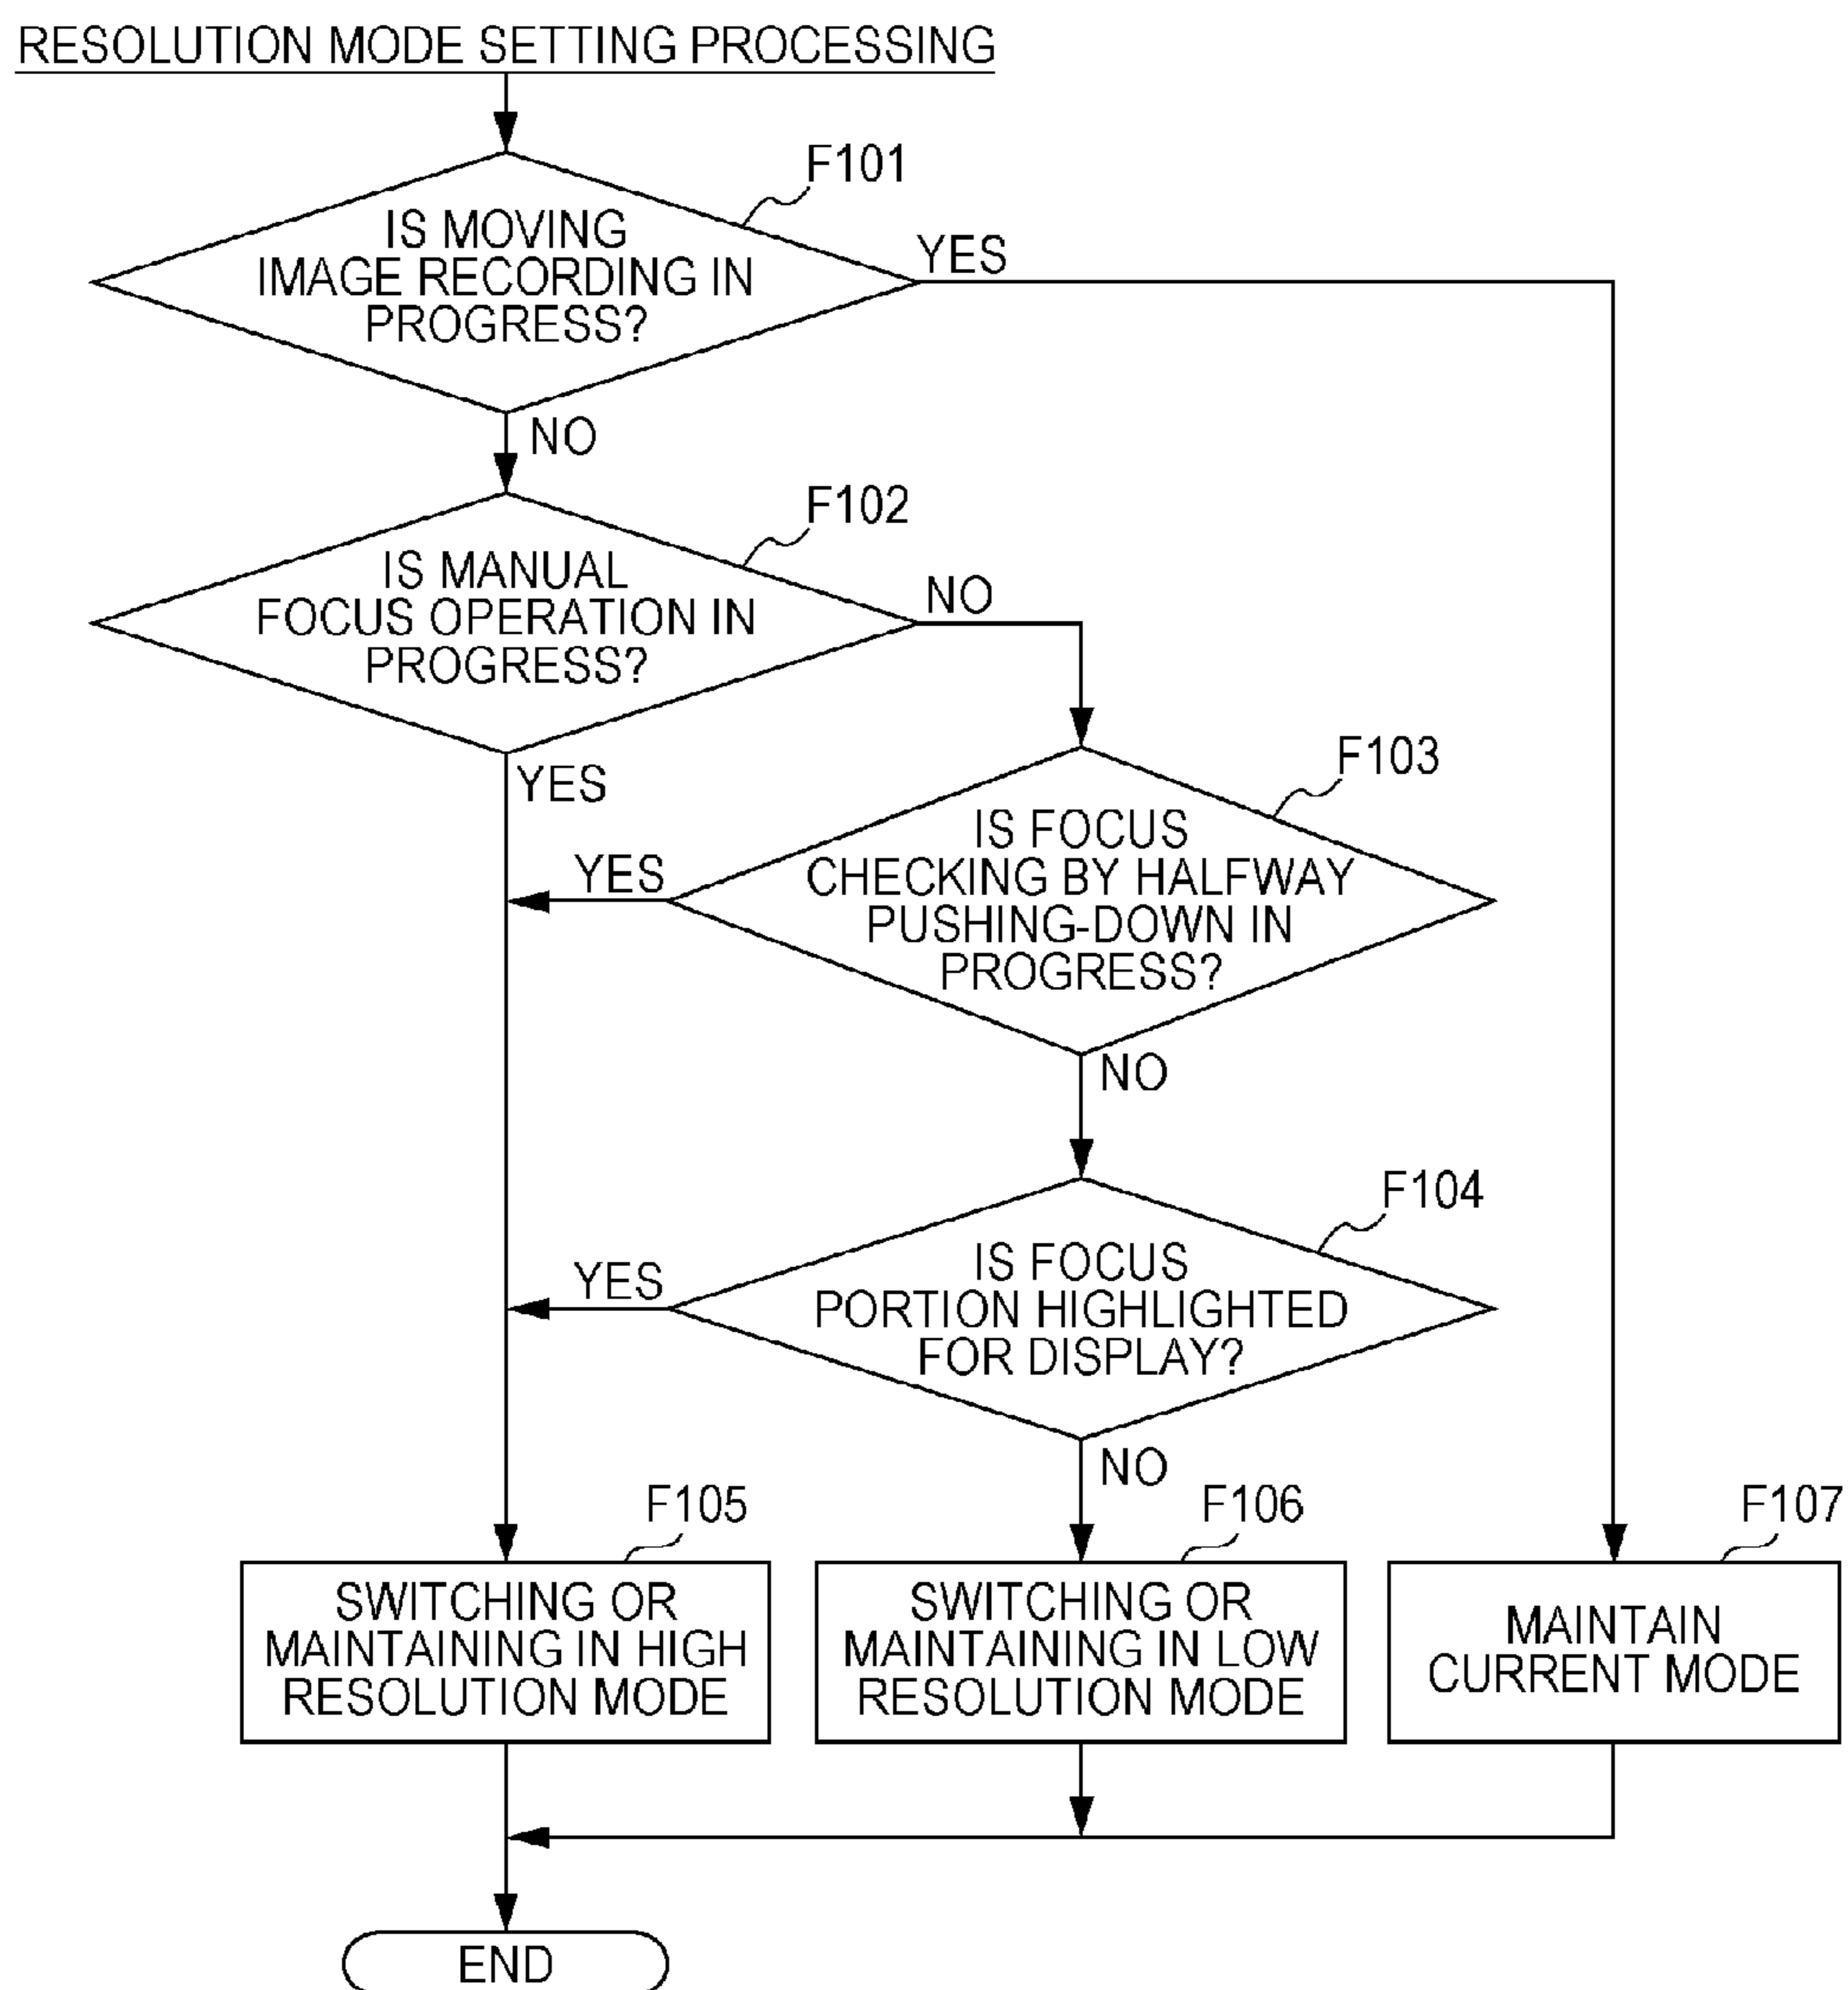 RESOLUTION MODE SETTING PROCESSING
F101
IS MOVING
IMAGE RECORDING IN
PROGRESS?
YES
NO
F102
IS MANUAL
FOCUS OPERATION IN
PROGRESS?
NO
YES
F103
IS FOCUS
CHECKING BY HALFWAY
PUSHING-DOWN IN
PROGRESS?
YES
NO
F104
IS FOCUS
PORTION HIGHLIGHTED
FOR DISPLAY?
YES
NO
F105
SWITCHING OR
MAINTAINING IN HIGH
RESOLUTION MODE
F106
SWITCHING OR
MAINTAINING IN LOW
RESOLUTION MODE
F107
MAINTAIN
CURRENT MODE
END